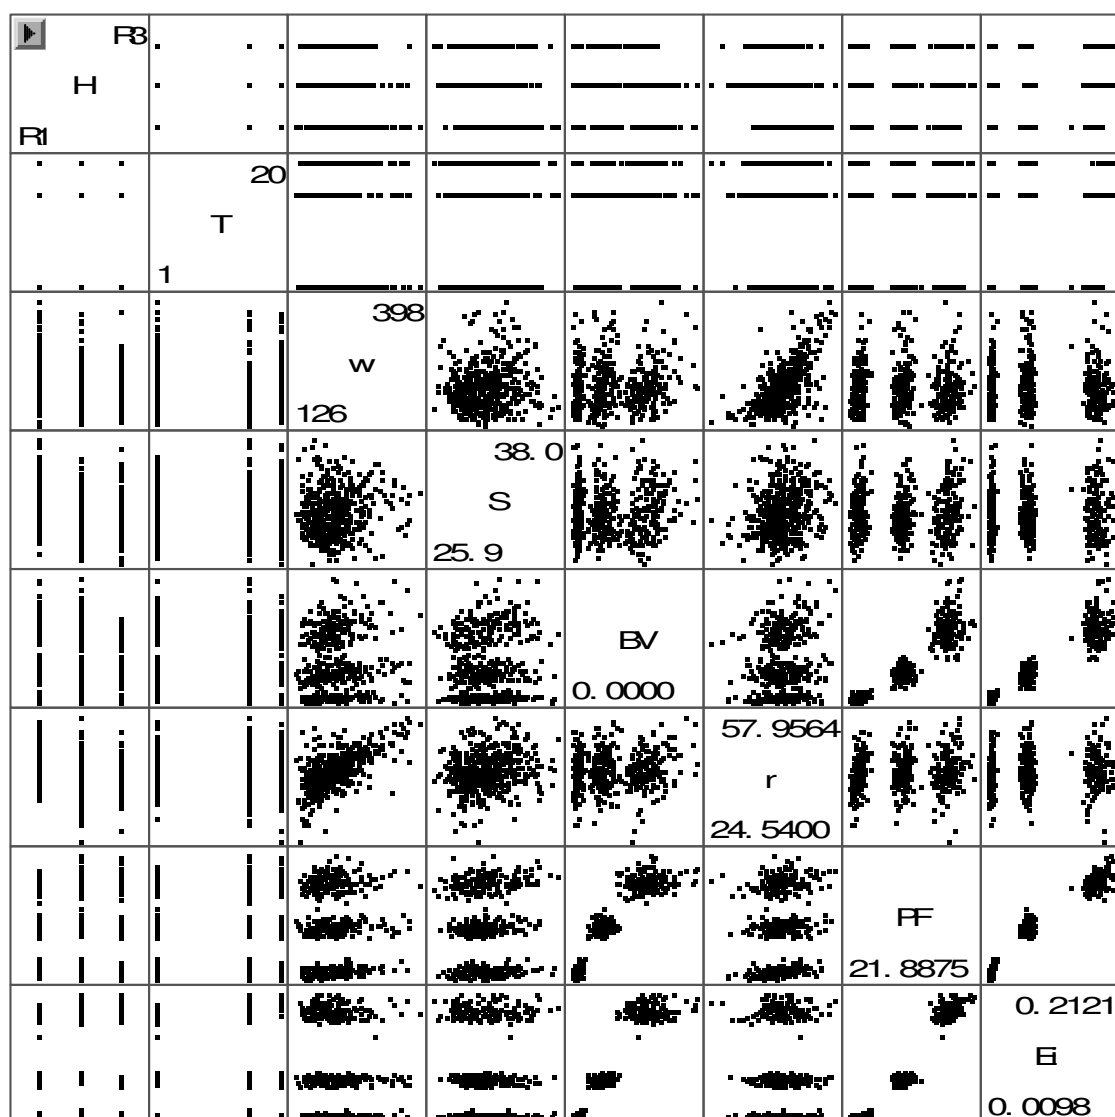 R3
H
R1
20
T
1
398
w
126
38. 0
S
25. 9
BV
0. 0000
57. 9564
r
24. 5400
PF
21. 8875
0. 2121
Ei
0. 0098